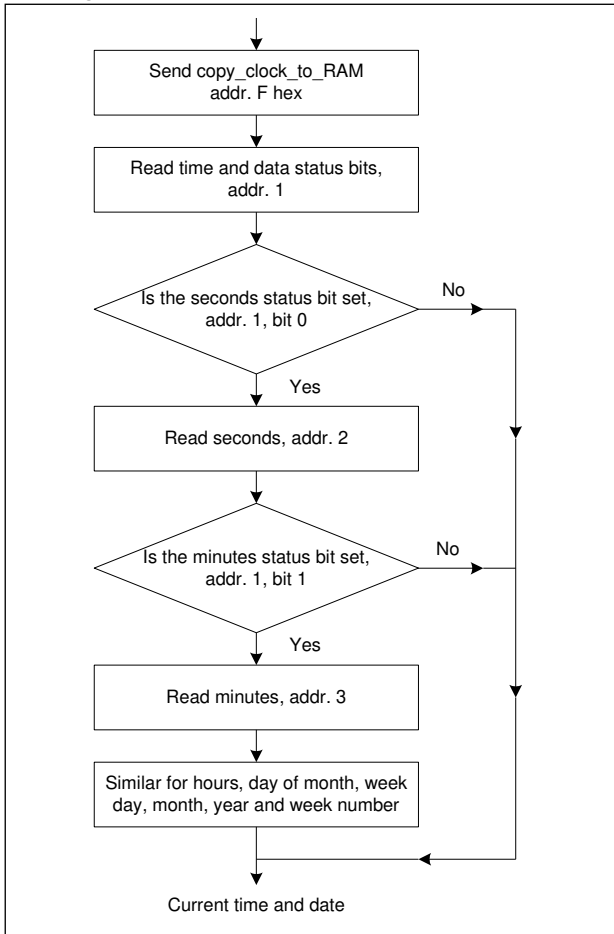 Send copy_clock_to_RAM
addr. F hex
Read time and data status bits,
addr. 1
Is the seconds status bit set,
addr. 1, bit 0
No
Yes
Read seconds, addr. 2
Is the minutes status bit set,
addr. 1, bit 1
No
Yes
Read minutes, addr. 3
Similar for hours, day of month, week
day, month, year and week number
Current time and date